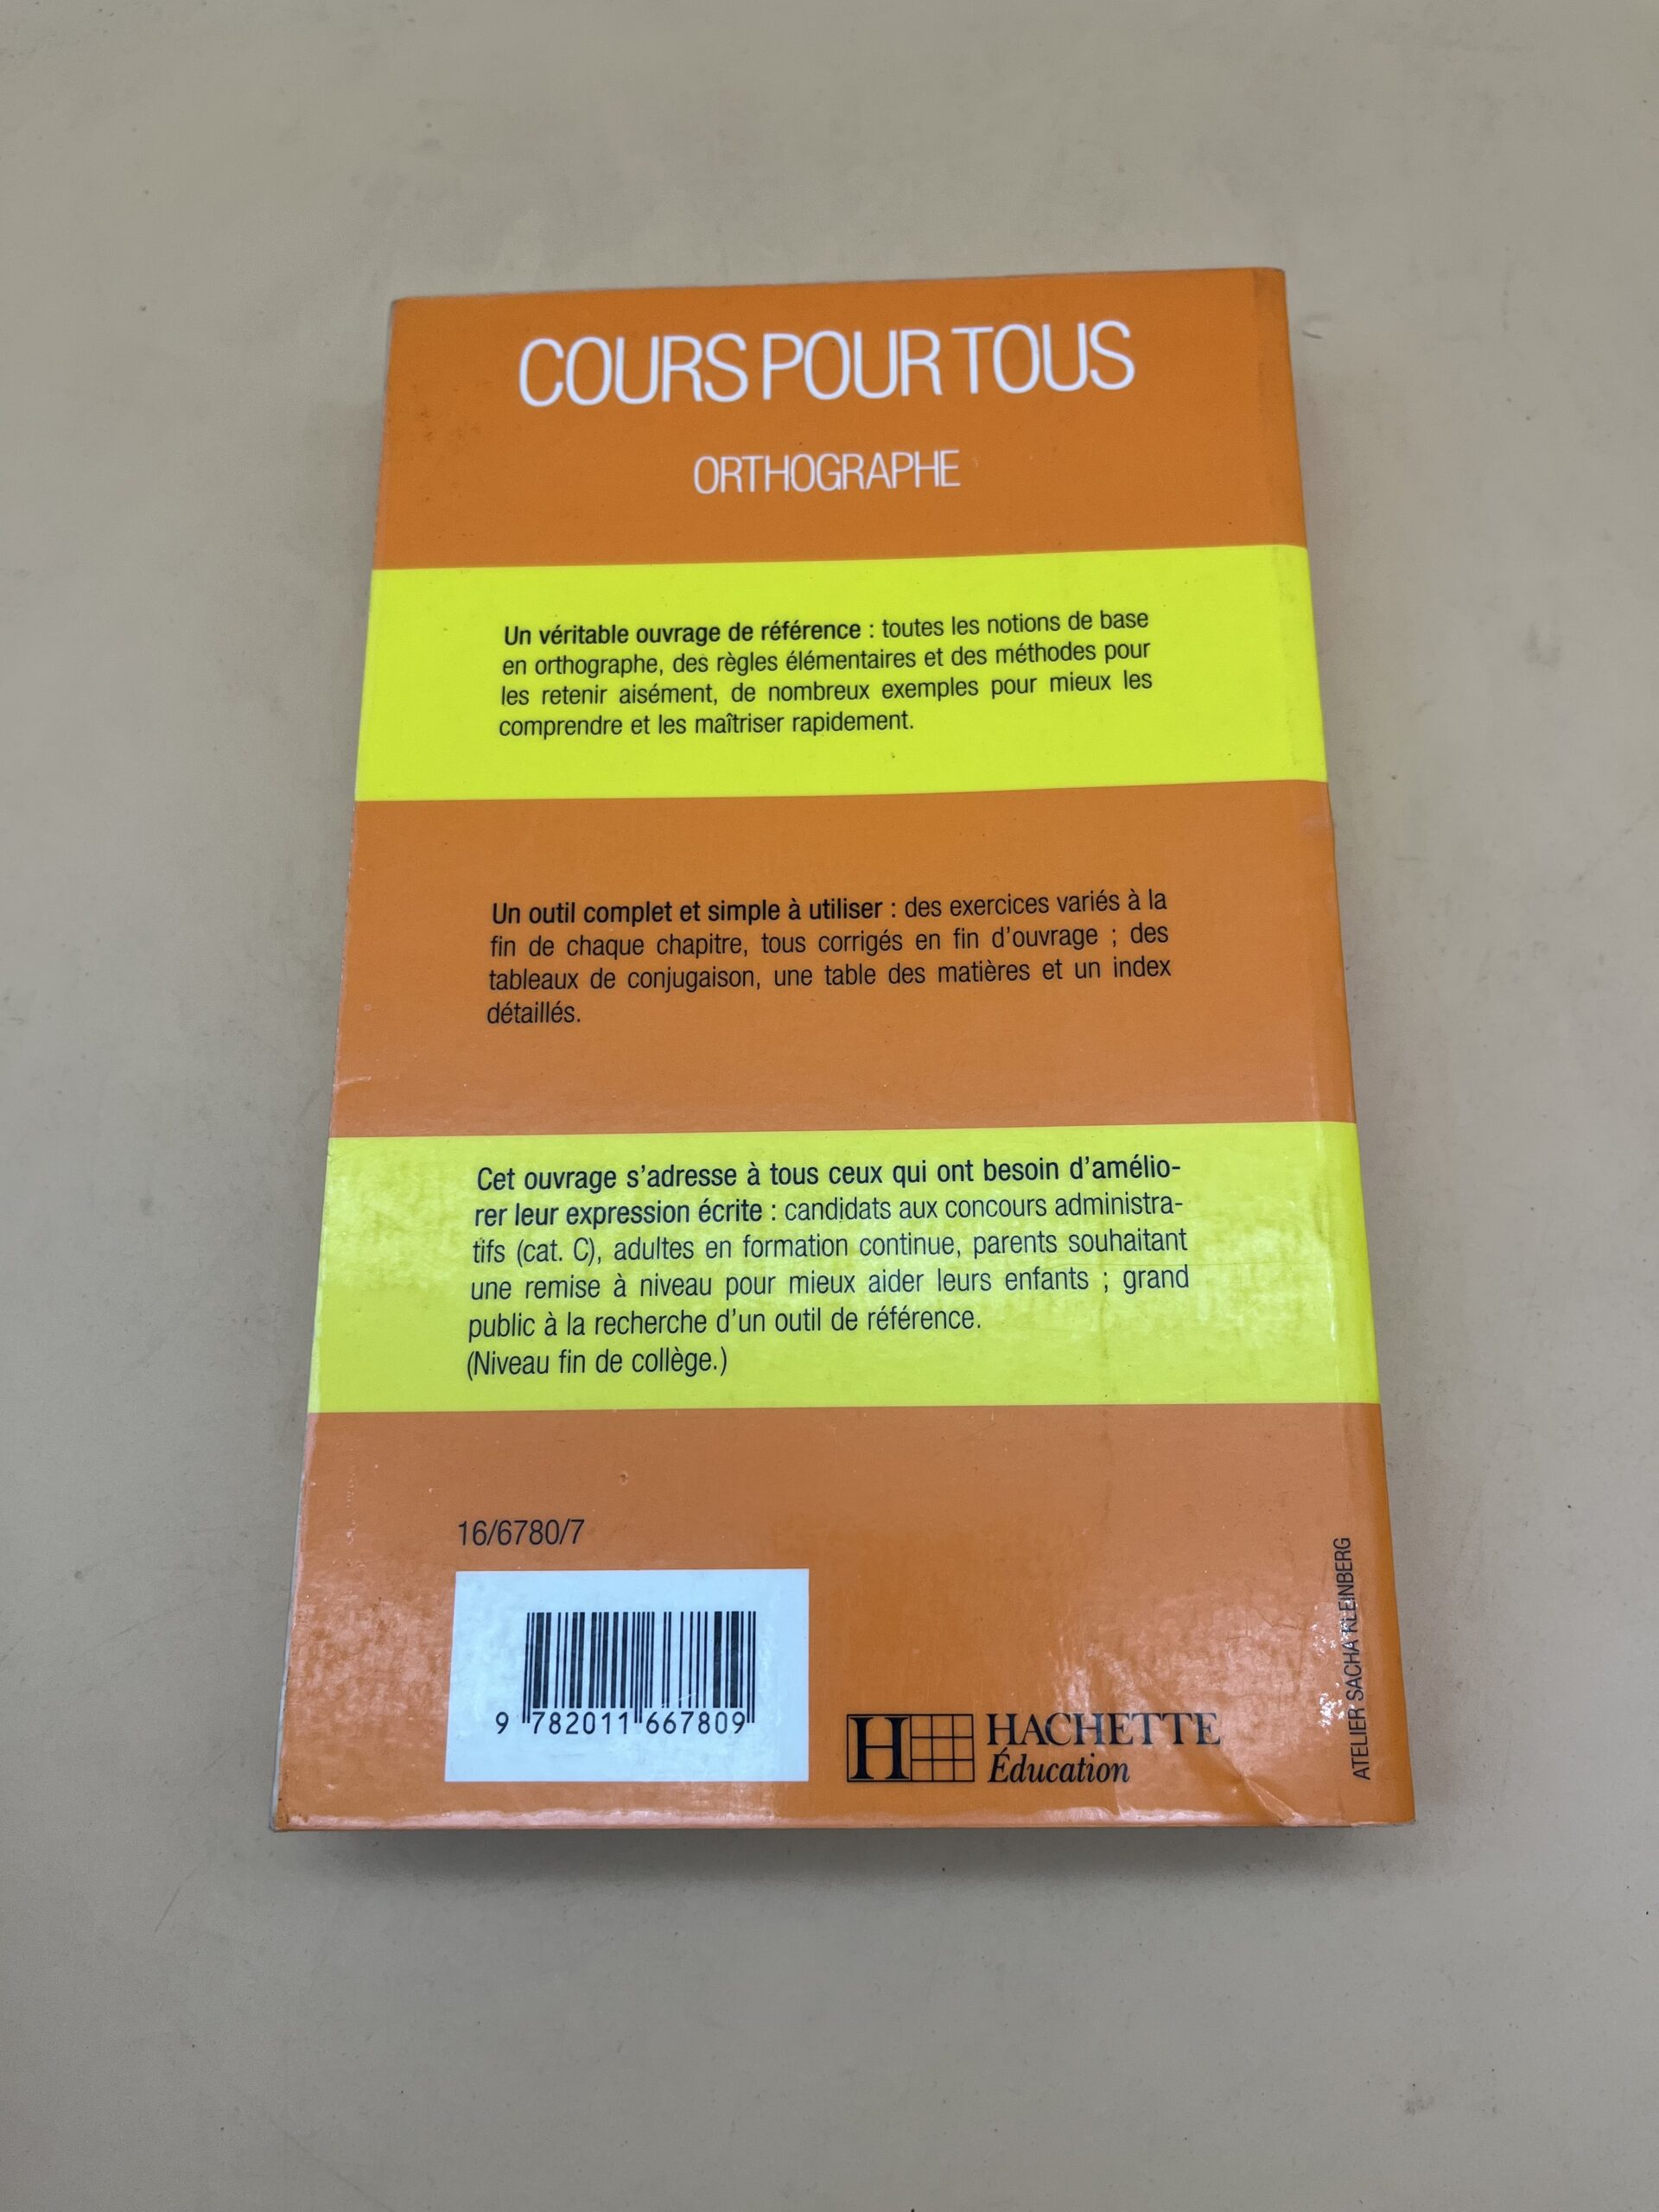 COURS POUR TOUS
ORTHOGRAPHE
Un véritable ouvrage de référence : toutes les notions de base
en orthographe, des règles élémentaires et des méthodes pour
les retenir aisément, de nombreux exemples pour mieux les
comprendre et les maîtriser rapidement.
Un outil complet et simple à utiliser : des exercices variés à la
fin de chaque chapitre, tous corrigés en fin d'ouvrage ; des
tableaux de conjugaison, une table des matières et un index
détaillés.
Cet ouvrage s'adresse à tous ceux qui ont besoin d'amélio-
rer leur expression écrite : candidats aux concours administra-
tifs (cat. C), adultes en formation continue, parents souhaitant
une remise à niveau pour mieux aider leurs enfants ; grand
public à la recherche d'un outil de référence.
(Niveau fin de collège.)
16/6780/7
9 782011 667809
H HACHETTE
Éducation
ATELIER SACHA KLEINBERG